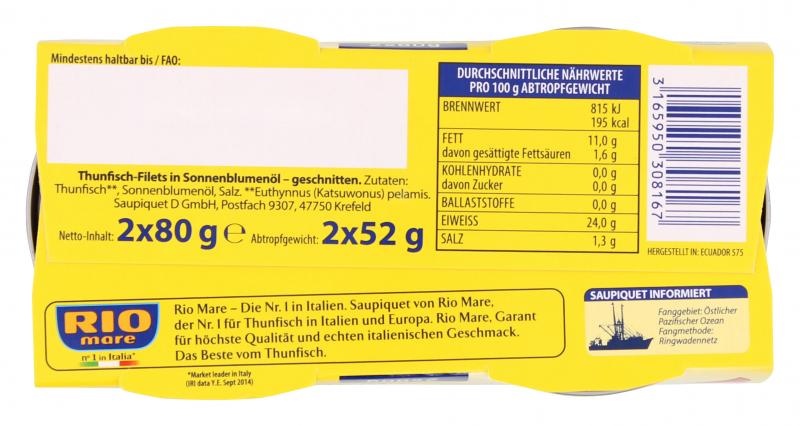 Mindestens haltbar bis / FAO:
Thunfisch-Filets in Sonnenblumenöl – geschnitten. Zutaten:
Thunfisch**, Sonnenblumenöl, Salz. **Euthynnus (Katsuwonus) pelamis.
Saupiquet D GmbH, Postfach 9307, 47750 Krefeld
Netto-Inhalt: 2x80 g ℮ Abtropfgewicht: 2x52 g
DURCHSCHNITTLICHE NÄHRWERTE
PRO 100 g ABTROPFGEWICHT
BRENNWERT 815 kJ
195 kcal
FETT 11,0 g
davon gesättigte Fettsäuren 1,6 g
KOHLENHYDRATE 0,0 g
davon Zucker 0,0 g
BALLASTSTOFFE 0,0 g
EIWEISS 24,0 g
SALZ 1,3 g
3 165950 308167
HERGESTELLT IN: ECUADOR 575
RIO
mare
n° 1 in Italia*
Rio Mare – Die Nr. 1 in Italien. Saupiquet von Rio Mare,
der Nr. 1 für Thunfisch in Italien und Europa. Rio Mare, Garant
für höchste Qualität und echten italienischen Geschmack.
Das Beste vom Thunfisch.
*Market leader in Italy
(IRI data Y.E. Sept 2014)
SAUPIQUET INFORMIERT
Fanggebiet: Östlicher
Pazifischer Ozean
Fangmethode:
Ringwadennetz